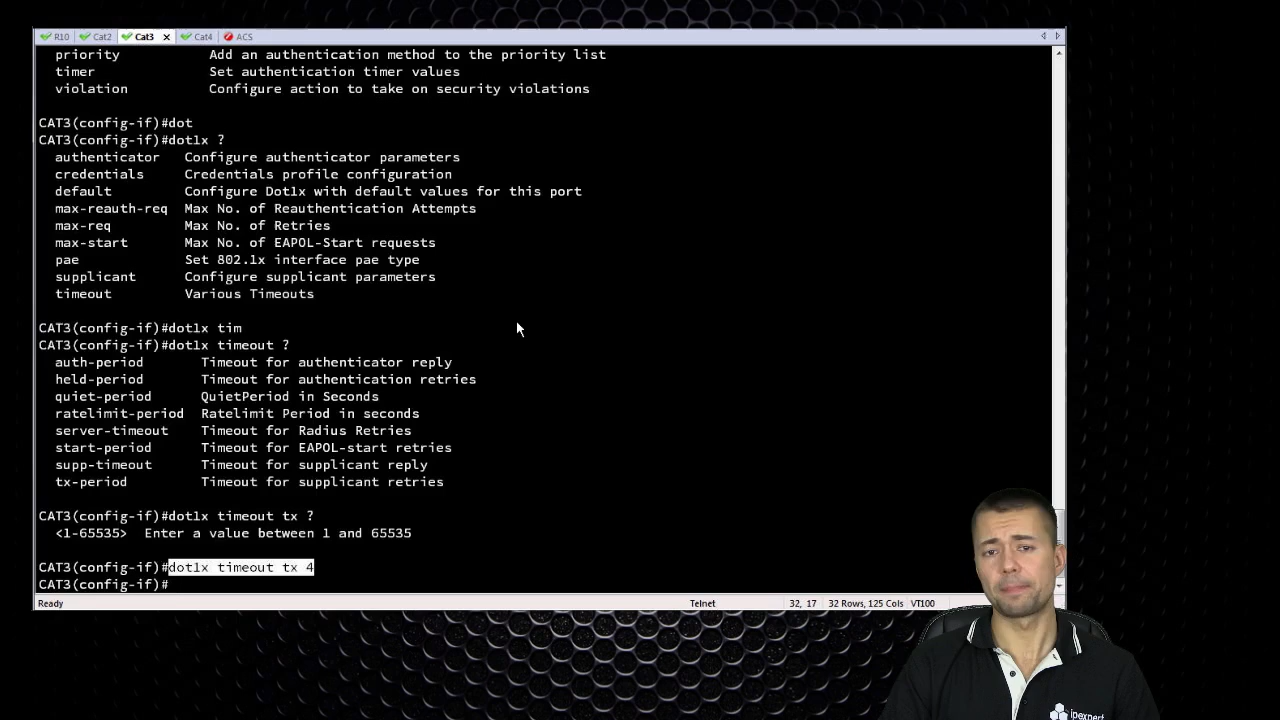 R10 Cat2 Cat3 × Cat4 ACS
priority Add an authentication method to the priority list
timer Set authentication timer values
violation Configure action to take on security violations
CAT3(config-if)#dot
CAT3(config-if)#dot1x ?
authenticator Configure authenticator parameters
credentials Credentials profile configuration
default Configure Dot1x with default values for this port
max-reauth-req Max No. of Reauthentication Attempts
max-req Max No. of Retries
max-start Max No. of EAPOL-Start requests
pae Set 802.1x interface pae type
supplicant Configure supplicant parameters
timeout Various Timeouts
CAT3(config-if)#dot1x tim
CAT3(config-if)#dot1x timeout ?
auth-period Timeout for authenticator reply
held-period Timeout for authentication retries
quiet-period QuietPeriod in Seconds
ratelimit-period Ratelimit Period in seconds
server-timeout Timeout for Radius Retries
start-period Timeout for EAPOL-start retries
supp-timeout Timeout for supplicant reply
tx-period Timeout for supplicant retries
CAT3(config-if)#dot1x timeout tx ?
<1-65535> Enter a value between 1 and 65535
CAT3(config-if)#dot1x timeout tx 4
CAT3(config-if)#
Ready Telnet 32, 17 32 Rows, 125 Cols VT100
ipexpert